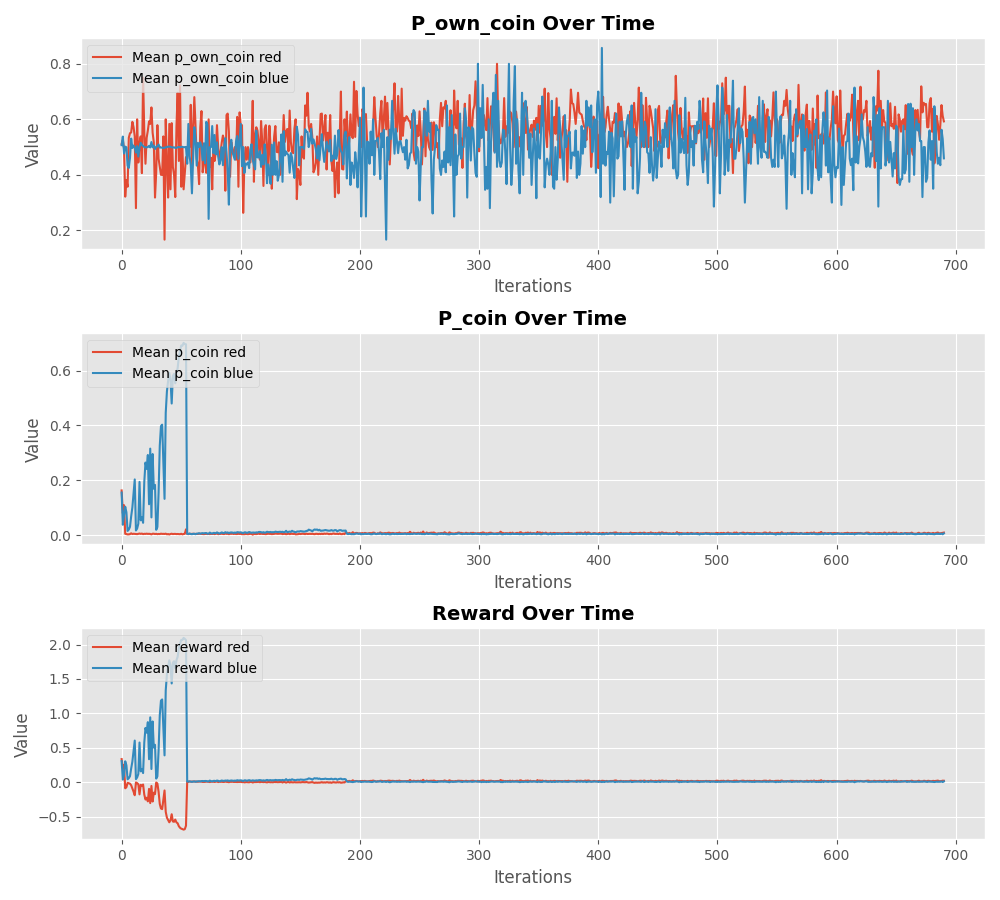 P_own_coin Over Time
Mean p_own_coin red
Mean p_own_coin blue
Value
0.8
0.6
0.4
0.2
0 100 200 300 400 500 600 700
Iterations
P_coin Over Time
Mean p_coin red
Mean p_coin blue
Value
0.6
0.4
0.2
0.0
0 100 200 300 400 500 600 700
Iterations
Reward Over Time
Mean reward red
Mean reward blue
Value
2.0
1.5
1.0
0.5
0.0
−0.5
0 100 200 300 400 500 600 700
Iterations